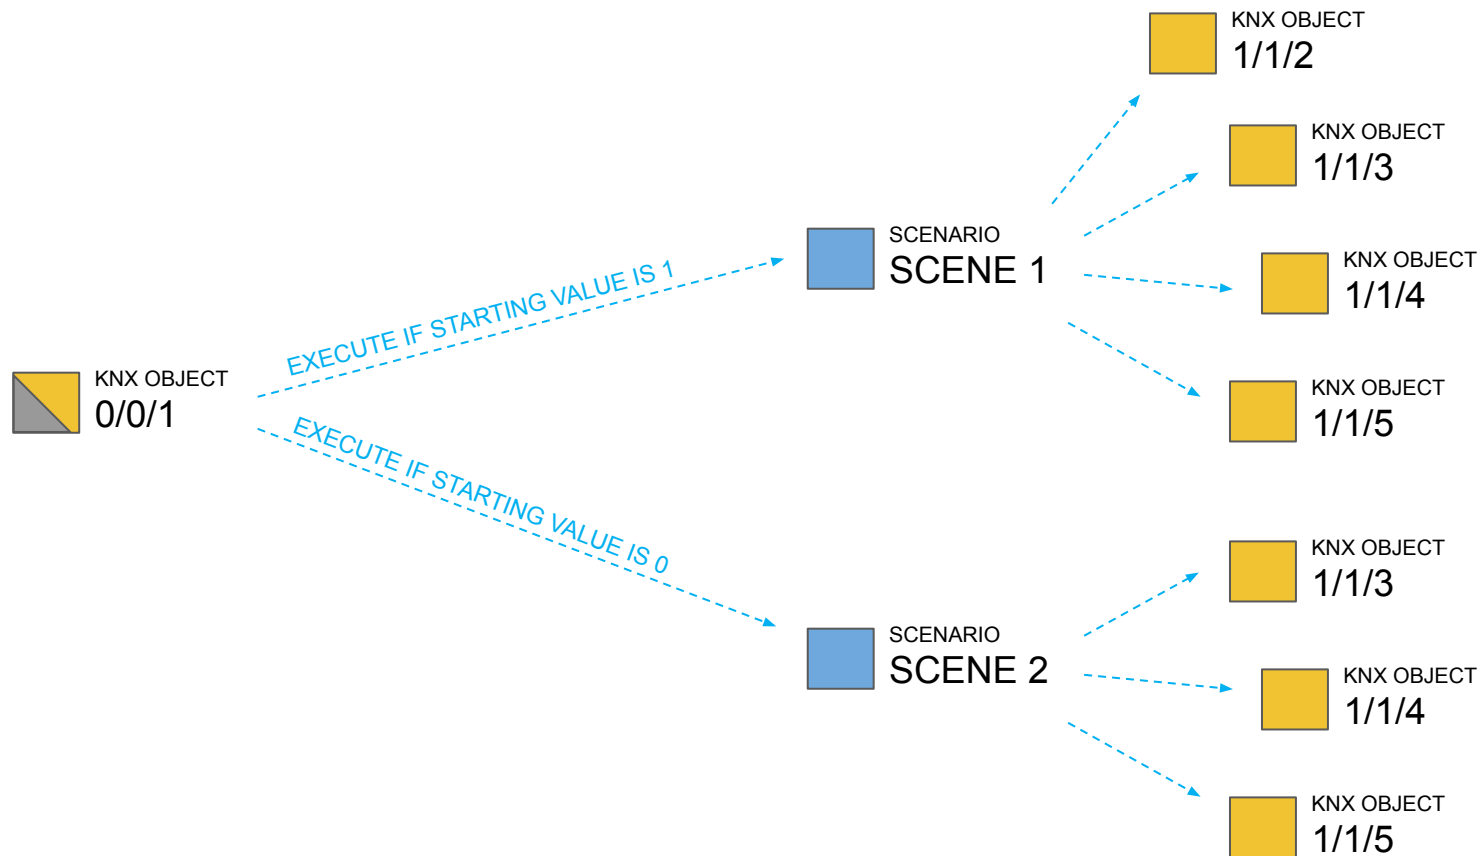 KNX OBJECT
0/0/1
EXECUTE IF STARTING VALUE IS 1
SCENARIO
SCENE 1
KNX OBJECT
1/1/2
KNX OBJECT
1/1/3
KNX OBJECT
1/1/4
KNX OBJECT
1/1/5
EXECUTE IF STARTING VALUE IS 0
SCENARIO
SCENE 2
KNX OBJECT
1/1/3
KNX OBJECT
1/1/4
KNX OBJECT
1/1/5